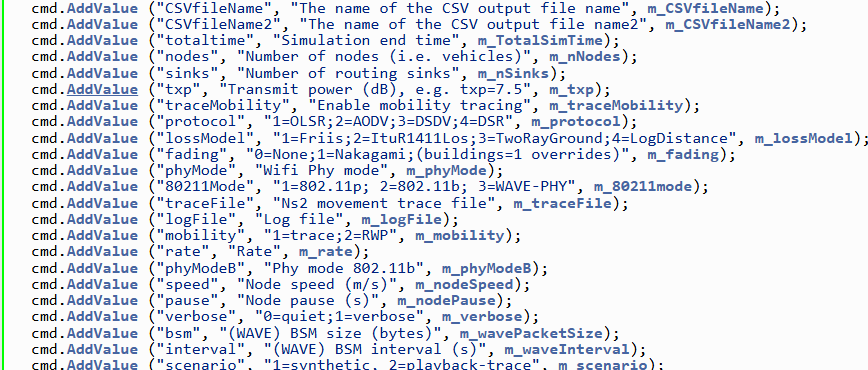 cmd.AddValue ("CSVfileName", "The name of the CSV output file name", m_CSVfileName);
cmd.AddValue ("CSVfileName2", "The name of the CSV output file name2", m_CSVfileName2);
cmd.AddValue ("totaltime", "Simulation end time", m_TotalSimTime);
cmd.AddValue ("nodes", "Number of nodes (i.e. vehicles)", m_nNodes);
cmd.AddValue ("sinks", "Number of routing sinks", m_nSinks);
cmd.AddValue ("txp", "Transmit power (dB), e.g. txp=7.5", m_txp);
cmd.AddValue ("traceMobility", "Enable mobility tracing", m_traceMobility);
cmd.AddValue ("protocol", "1=OLSR;2=AODV;3=DSDV;4=DSR", m_protocol);
cmd.AddValue ("lossModel", "1=Friis;2=ItuR1411Los;3=TwoRayGround;4=LogDistance", m_lossModel);
cmd.AddValue ("fading", "0=None;1=Nakagami;(buildings=1 overrides)", m_fading);
cmd.AddValue ("phyMode", "Wifi Phy mode", m_phyMode);
cmd.AddValue ("80211Mode", "1=802.11p; 2=802.11b; 3=WAVE-PHY", m_80211mode);
cmd.AddValue ("traceFile", "Ns2 movement trace file", m_traceFile);
cmd.AddValue ("logFile", "Log file", m_logFile);
cmd.AddValue ("mobility", "1=trace;2=RWP", m_mobility);
cmd.AddValue ("rate", "Rate", m_rate);
cmd.AddValue ("phyModeB", "Phy mode 802.11b", m_phyModeB);
cmd.AddValue ("speed", "Node speed (m/s)", m_nodeSpeed);
cmd.AddValue ("pause", "Node pause (s)", m_nodePause);
cmd.AddValue ("verbose", "0=quiet;1=verbose", m_verbose);
cmd.AddValue ("bsm", "(WAVE) BSM size (bytes)", m_wavePacketSize);
cmd.AddValue ("interval", "(WAVE) BSM interval (s)", m_waveInterval);
cmd.AddValue ("scenario", "1=synthetic, 2=playback-trace", m_scenario);